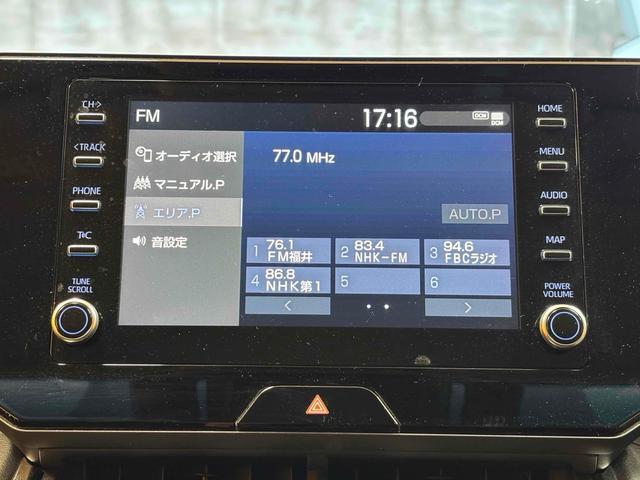 CH>
<TRACK
PHONE
T&C
TUNE
SCROLL
FM
17:16
DCM
DCM
オーディオ選択
マニュアル.P
エリア.P
音設定
77.0 MHz
AUTO.P
1 76.1 FM福井
2 83.4 NHK-FM
3 94.6 FBCラジオ
4 86.8 NHK第1
5
6
<
>
HOME
MENU
AUDIO
MAP
POWER
VOLUME